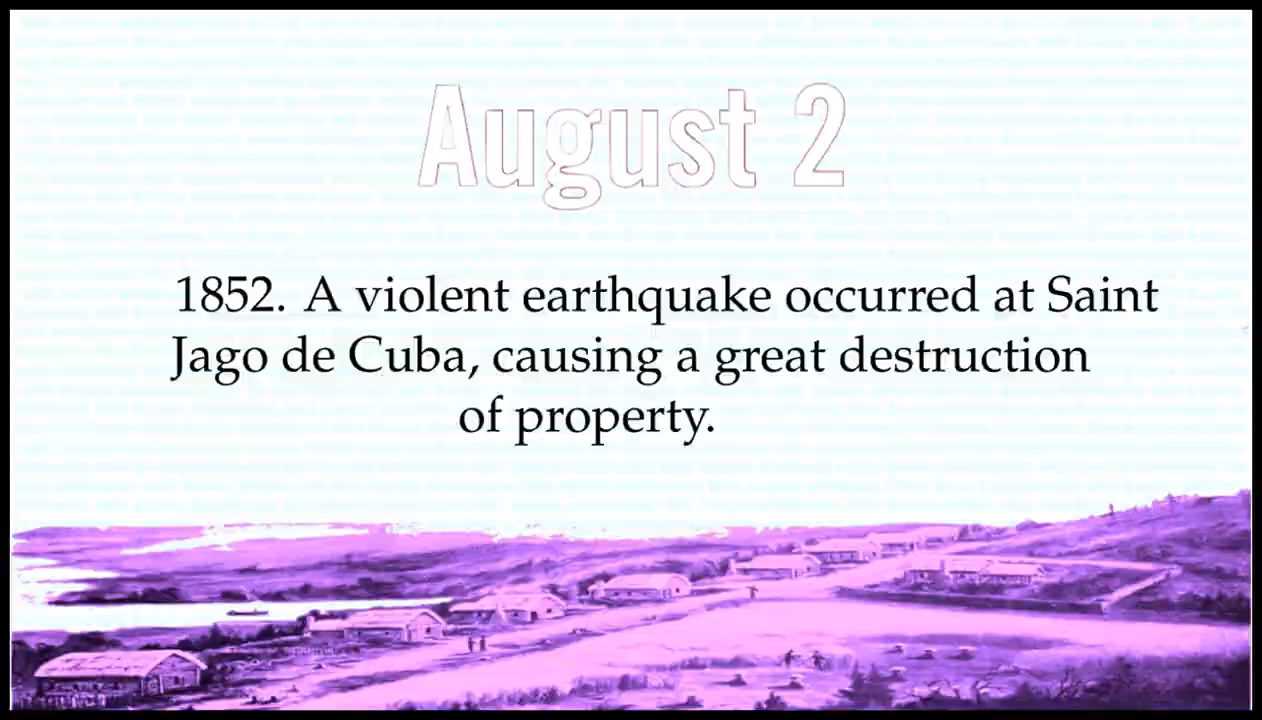 August 2
1852. A violent earthquake occurred at Saint
Jago de Cuba, causing a great destruction
of property.